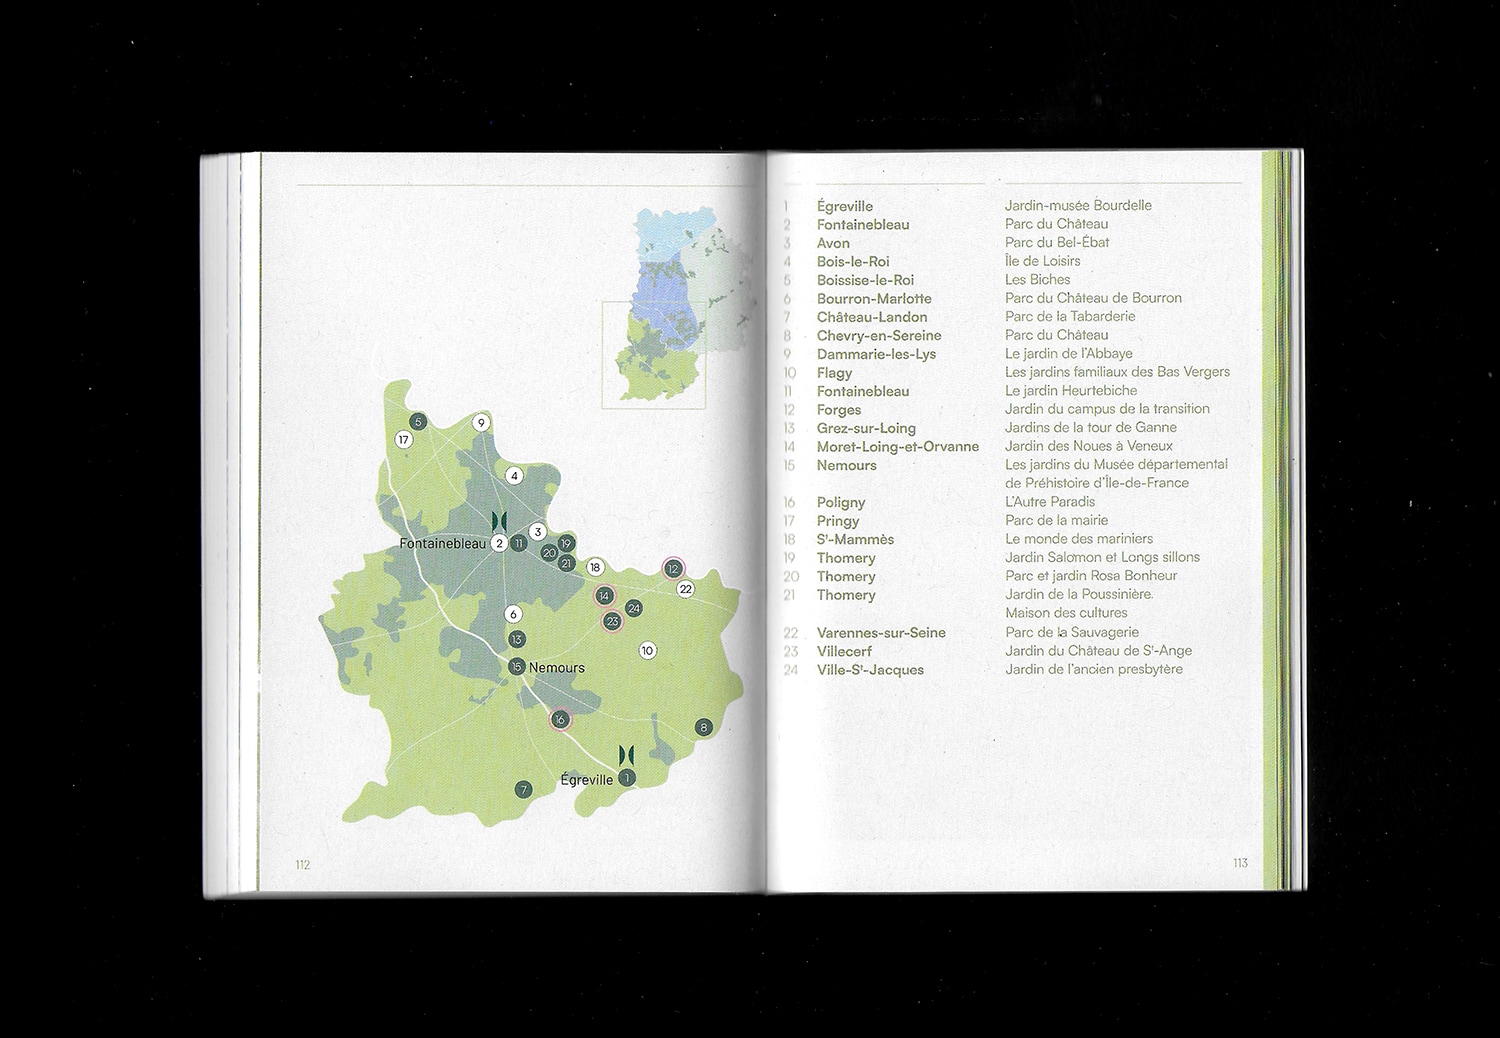 5
9
17
4
Fontainebleau
2
11
3
19
20
21
18
12
22
14
24
23
6
13
10
15
Nemours
16
8
Égreville
1
7
112
1 Égreville Jardin-musée Bourdelle
2 Fontainebleau Parc du Château
3 Avon Parc du Bel-Ébat
4 Bois-le-Roi Île de Loisirs
5 Boissise-le-Roi Les Biches
6 Bourron-Marlotte Parc du Château de Bourron
7 Château-Landon Parc de la Tabarderie
8 Chevry-en-Sereine Parc du Château
9 Dammarie-les-Lys Le jardin de l'Abbaye
10 Flagy Les jardins familiaux des Bas Vergers
11 Fontainebleau Le jardin Heurtebiche
12 Forges Jardin du campus de la transition
13 Grez-sur-Loing Jardins de la tour de Ganne
14 Moret-Loing-et-Orvanne Jardin des Noues à Veneux
15 Nemours Les jardins du Musée départemental
de Préhistoire d'Île-de-France
16 Poligny L'Autre Paradis
17 Pringy Parc de la mairie
18 Sᵗ-Mammès Le monde des mariniers
19 Thomery Jardin Salomon et Longs sillons
20 Thomery Parc et jardin Rosa Bonheur
21 Thomery Jardin de la Poussinière.
Maison des cultures
22 Varennes-sur-Seine Parc de la Sauvagerie
23 Villecerf Jardin du Château de Sᵗ-Ange
24 Ville-Sᵗ-Jacques Jardin de l'ancien presbytère
113